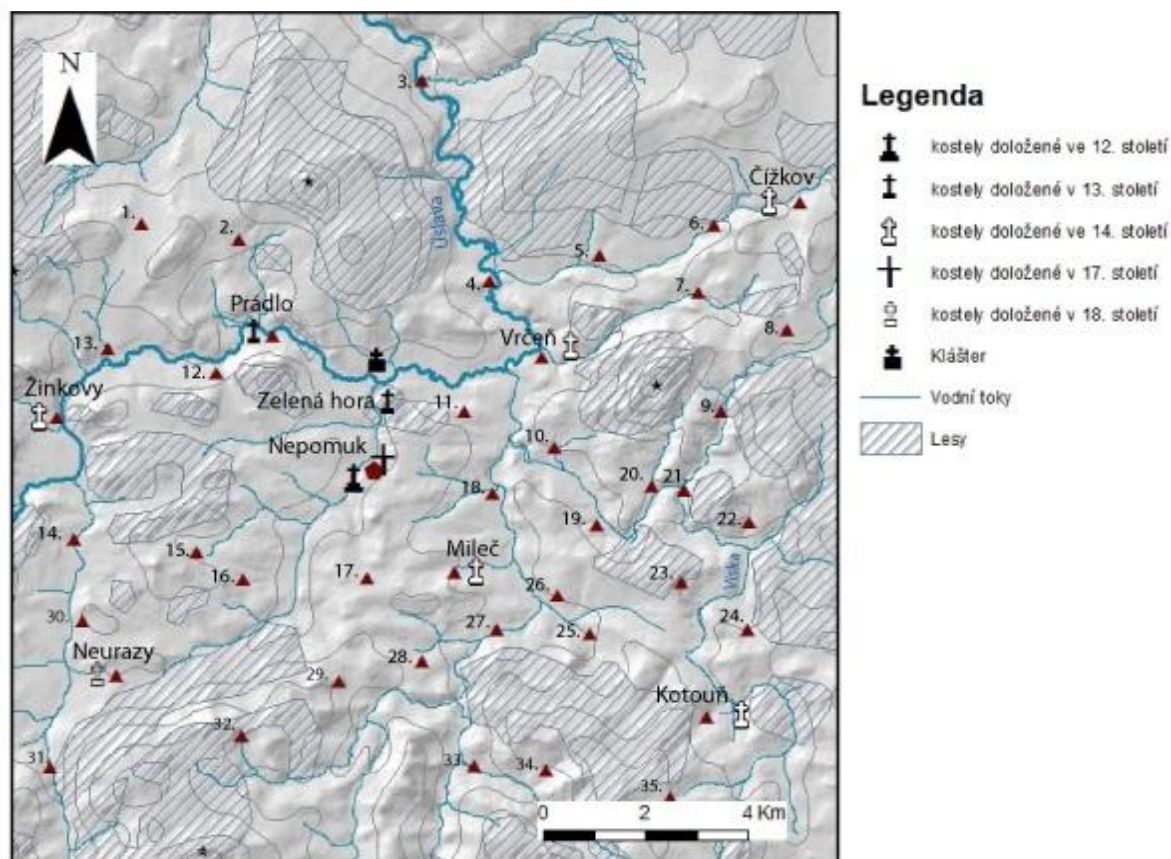 N
3.
Čížkov
1.
2.
Úslava
6.
5.
4.
7.
Prádlo
8.
13.
Vrčeň
12.
Žinkovy
Zelená hora
11.
9.
Nepomuk
10.
18.
20.
21.
19.
22.
14.
15.
Mileč
16.
17.
23.
Víska
26.
30.
27.
25.
24.
Neurazy
28.
29.
Kotouň
32.
31.
33.
34.
35.
0 2 4 Km
Legenda
kostely doložené ve 12. století
kostely doložené v 13. století
kostely doložené ve 14. století
kostely doložené v 17. století
kostely doložené v 18. století
Klášter
Vodní toky
Lesy